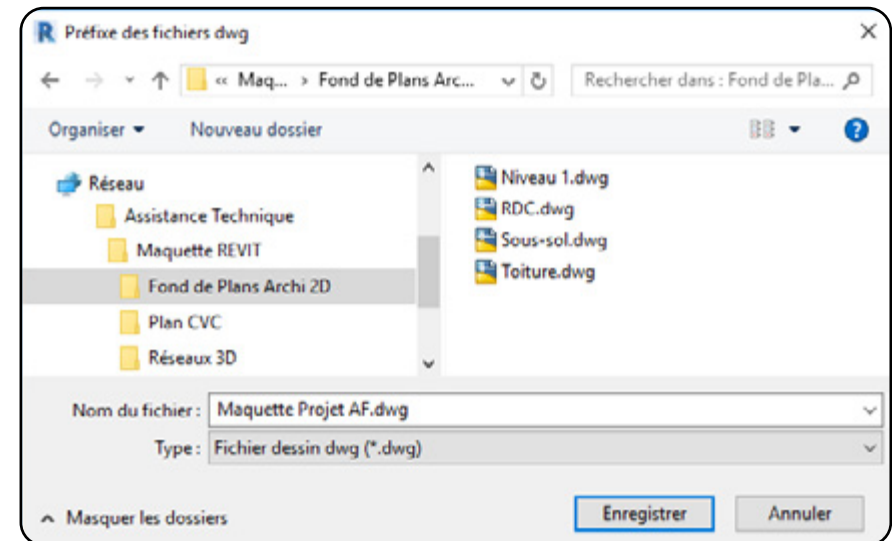 Préfixe des fichiers dwg
« Maq... › Fond de Plans Arc...
Rechercher dans : Fond de Pla...
Organiser
Nouveau dossier
Réseau
Assistance Technique
Maquette REVIT
Fond de Plans Archi 2D
Plan CVC
Réseaux 3D
Niveau 1.dwg
RDC.dwg
Sous-sol.dwg
Toiture.dwg
Nom du fichier : Maquette Projet AF.dwg
Type : Fichier dessin dwg (*.dwg)
Masquer les dossiers
Enregistrer
Annuler